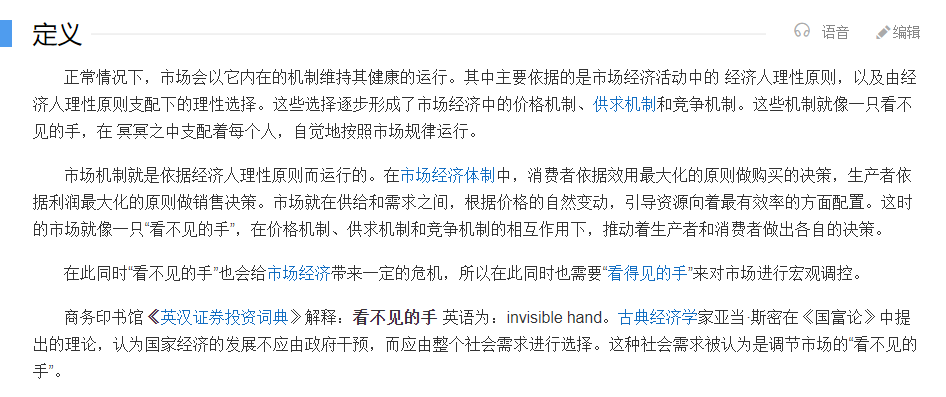 定义
语音
编辑
正常情况下，市场会以它内在的机制维持其健康的运行。其中主要依据的是市场经济活动中的 经济人理性原则，以及由经
济人理性原则支配下的理性选择。这些选择逐步形成了市场经济中的价格机制、供求机制和竞争机制。这些机制就像一只看不
见的手，在 冥冥之中支配着每个人，自觉地按照市场规律运行。
市场机制就是依据经济人理性原则而运行的。在市场经济体制中，消费者依据效用最大化的原则做购买的决策，生产者依
据利润最大化的原则做销售决策。市场就在供给和需求之间，根据价格的自然变动，引导资源向着最有效率的方面配置。这时
的市场就像一只“看不见的手”，在价格机制、供求机制和竞争机制的相互作用下，推动着生产者和消费者做出各自的决策。
在此同时“看不见的手”也会给市场经济带来一定的危机，所以在此同时也需要“看得见的手”来对市场进行宏观调控。
商务印书馆《英汉证券投资词典》解释：看不见的手 英语为：invisible hand。古典经济学家亚当·斯密在《国富论》中提
出的理论，认为国家经济的发展不应由政府干预，而应由整个社会需求进行选择。这种社会需求被认为是调节市场的“看不见的
手”。